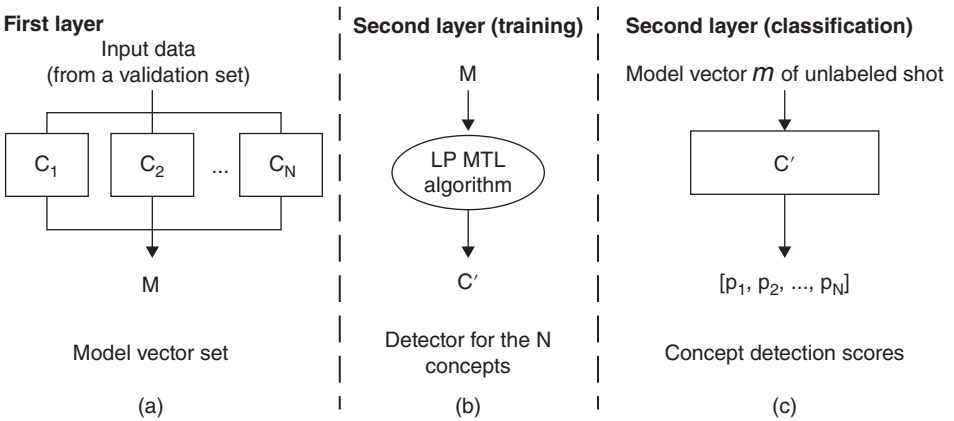 First layer
Input data
(from a validation set)
C1 C2 ... CN
M
Model vector set
(a)
Second layer (training)
M
LP MTL
algorithm
C′
Detector for the N
concepts
(b)
Second layer (classification)
Model vector m of unlabeled shot
C′
[p1, p2, ..., pN]
Concept detection scores
(c)